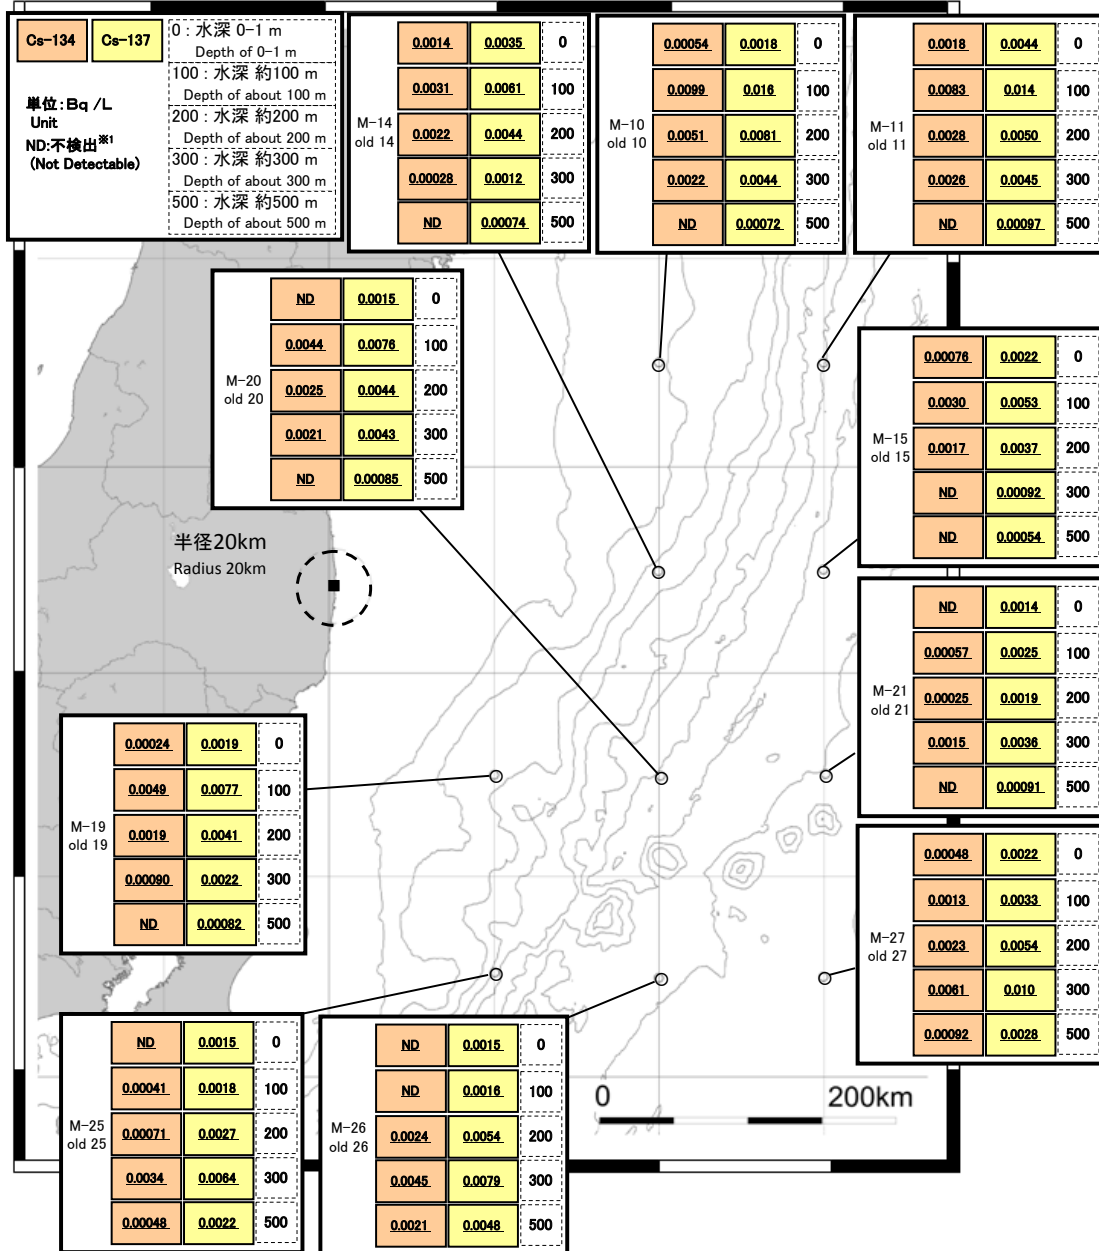 Cs-134 Cs-137
単位:Bq /L
Unit
ND:不検出※1
(Not Detectable)
0 : 水深 0-1 m
Depth of 0-1 m
100 : 水深 約100 m
Depth of about 100 m
200 : 水深 約200 m
Depth of about 200 m
300 : 水深 約300 m
Depth of about 300 m
500 : 水深 約500 m
Depth of about 500 m
M-14
old 14
0.0014 0.0035 0
0.0031 0.0061 100
0.0022 0.0044 200
0.00028 0.0012 300
ND 0.00074 500
M-10
old 10
0.00054 0.0018 0
0.0099 0.016 100
0.0051 0.0081 200
0.0022 0.0044 300
ND 0.00072 500
M-11
old 11
0.0018 0.0044 0
0.0083 0.014 100
0.0028 0.0050 200
0.0026 0.0045 300
ND 0.00097 500
M-20
old 20
ND 0.0015 0
0.0044 0.0076 100
0.0025 0.0044 200
0.0021 0.0043 300
ND 0.00085 500
M-15
old 15
0.00076 0.0022 0
0.0030 0.0053 100
0.0017 0.0037 200
ND 0.00092 300
ND 0.00054 500
半径20km
Radius 20km
M-21
old 21
ND 0.0014 0
0.00057 0.0025 100
0.00025 0.0019 200
0.0015 0.0036 300
ND 0.00091 500
M-19
old 19
0.00024 0.0019 0
0.0049 0.0077 100
0.0019 0.0041 200
0.00090 0.0022 300
ND 0.00082 500
M-27
old 27
0.00048 0.0022 0
0.0013 0.0033 100
0.0023 0.0054 200
0.0061 0.010 300
0.00092 0.0028 500
M-25
old 25
ND 0.0015 0
0.00041 0.0018 100
0.00071 0.0027 200
0.0034 0.0064 300
0.00048 0.0022 500
M-26
old 26
ND 0.0015 0
ND 0.0016 100
0.0024 0.0054 200
0.0045 0.0079 300
0.0021 0.0048 500
0 200km